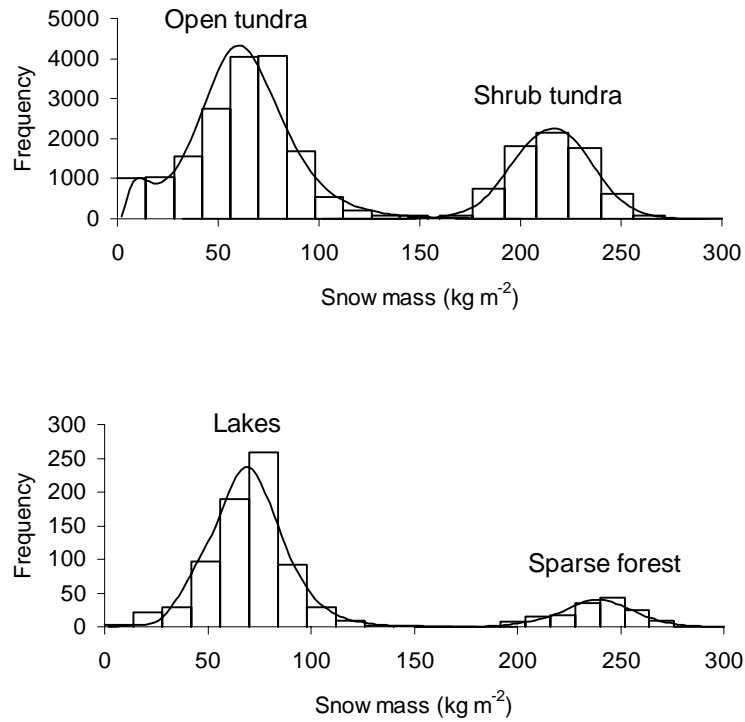 Open tundra
Shrub tundra
Frequency
5000
4000
3000
2000
1000
0
0 50 100 150 200 250 300
Snow mass (kg m-2)
Lakes
Sparse forest
Frequency
300
250
200
150
100
50
0
0 50 100 150 200 250 300
Snow mass (kg m-2)